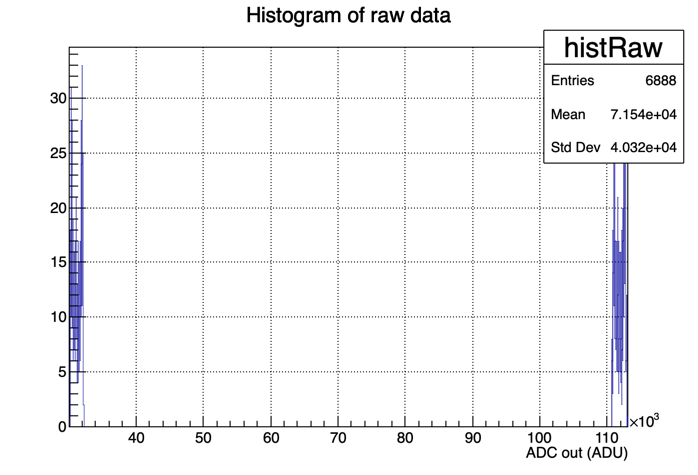 Histogram of raw data
histRaw
Entries 6888
Mean 7.154e+04
Std Dev 4.032e+04
30
25
20
15
10
5
0
40 50 60 70 80 90 100 110
×10³
ADC out (ADU)